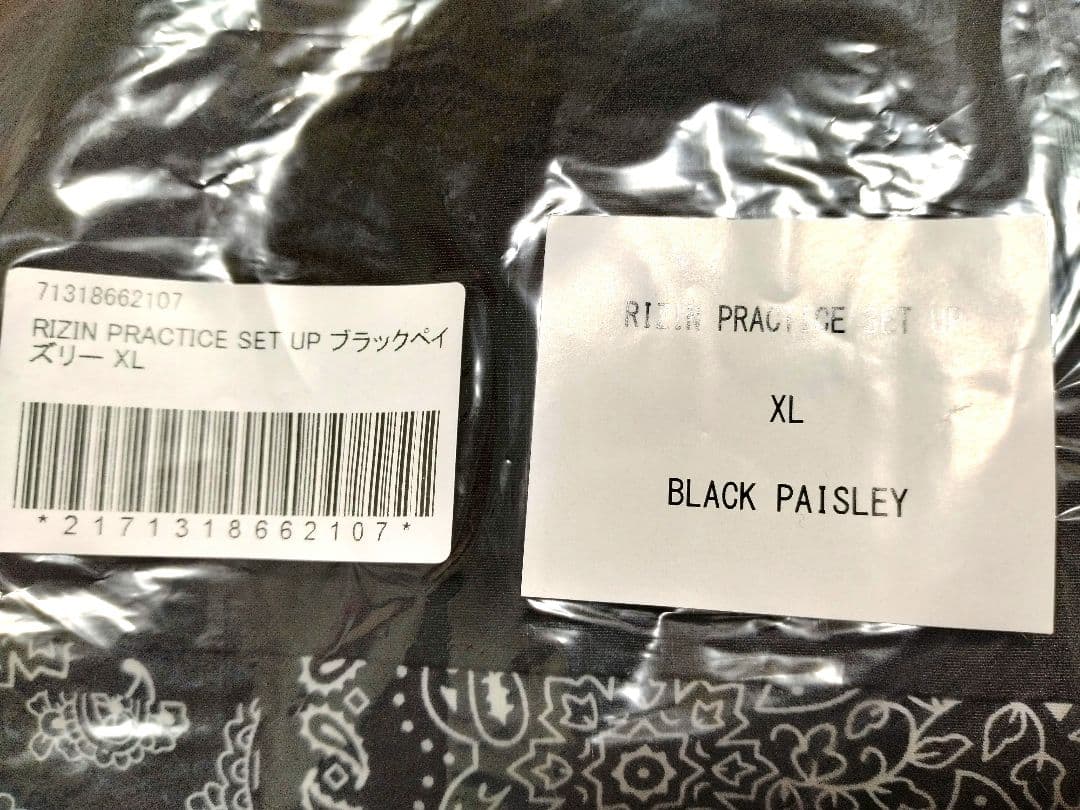 71318662107
RIZIN PRACTICE SET UP ブラックペイ
ズリー XL
*2171318662107*
RIZIN PRACTICE SET UP
XL
BLACK PAISLEY